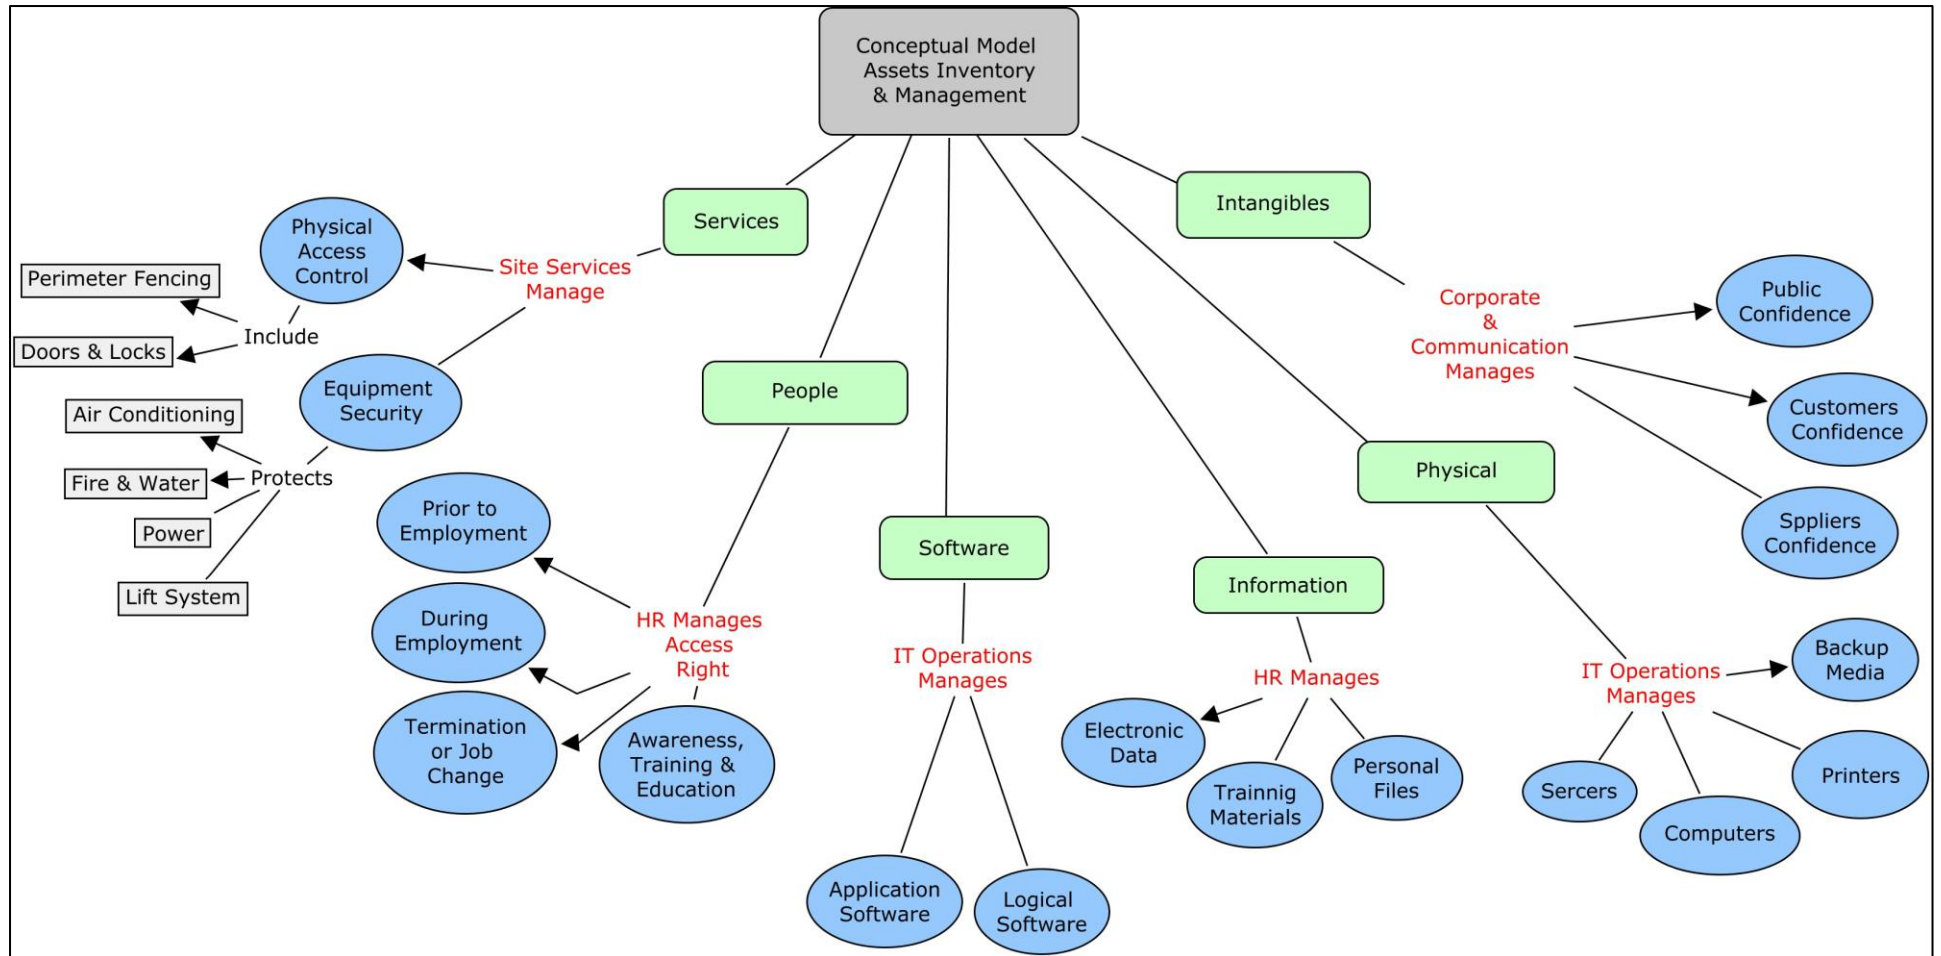 Conceptual Model
Assets Inventory
& Management
Services
Intangibles
Physical
Access
Control
Site Services
Manage
Perimeter Fencing
Include
Doors & Locks
Equipment
Security
Air Conditioning
Protects
Fire & Water
Power
Lift System
People
Prior to
Employment
During
Employment
HR Manages
Access
Right
Termination
or Job
Change
Awareness,
Training &
Education
Software
IT Operations
Manages
Application
Software
Logical
Software
Information
HR Manages
Electronic
Data
Trainnig
Materials
Personal
Files
Physical
IT Operations
Manages
Backup
Media
Printers
Sercers
Computers
Corporate
&
Communication
Manages
Public
Confidence
Customers
Confidence
Sppliers
Confidence